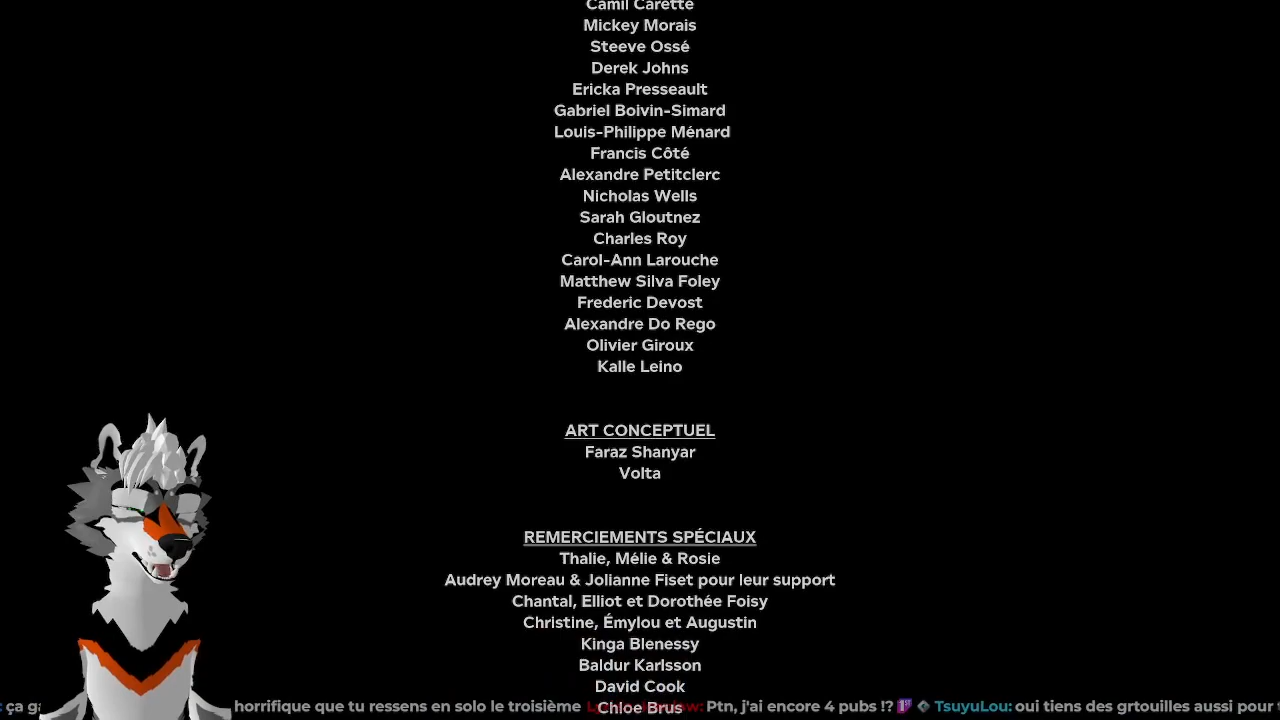 Camil Carette
Mickey Morais
Steeve Ossé
Derek Johns
Ericka Presseault
Gabriel Boivin-Simard
Louis-Philippe Ménard
Francis Côté
Alexandre Petitclerc
Nicholas Wells
Sarah Gloutnez
Charles Roy
Carol-Ann Larouche
Matthew Silva Foley
Frederic Devost
Alexandre Do Rego
Olivier Giroux
Kalle Leino
ART CONCEPTUEL
Faraz Shanyar
Volta
REMERCIEMENTS SPÉCIAUX
Thalie, Mélie & Rosie
Audrey Moreau & Jolianne Fiset pour leur support
Chantal, Elliot et Dorothée Foisy
Christine, Émylou et Augustin
Kinga Blenessy
Baldur Karlsson
David Cook
Chloe Brus
ça horrifique que tu ressens en solo le troisième Ptn, j'ai encore 4 pubs !? TsuyuLou: oui tiens des grtouilles aussi pour